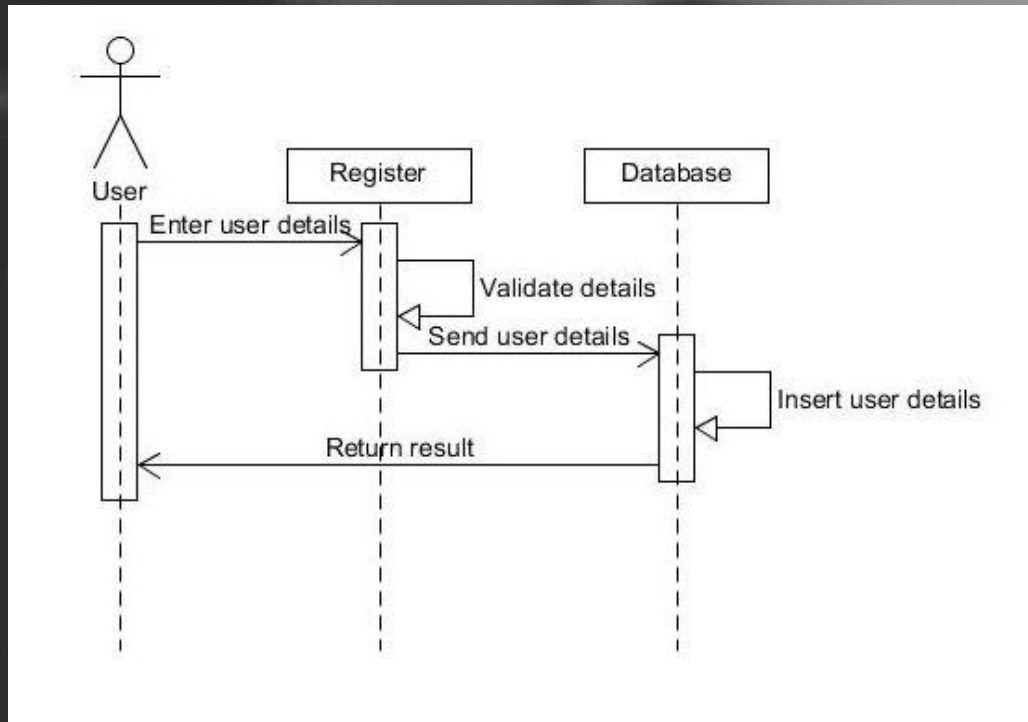 Register
Database
User
Enter user details
Validate details
Send user details
Insert user details
Return result